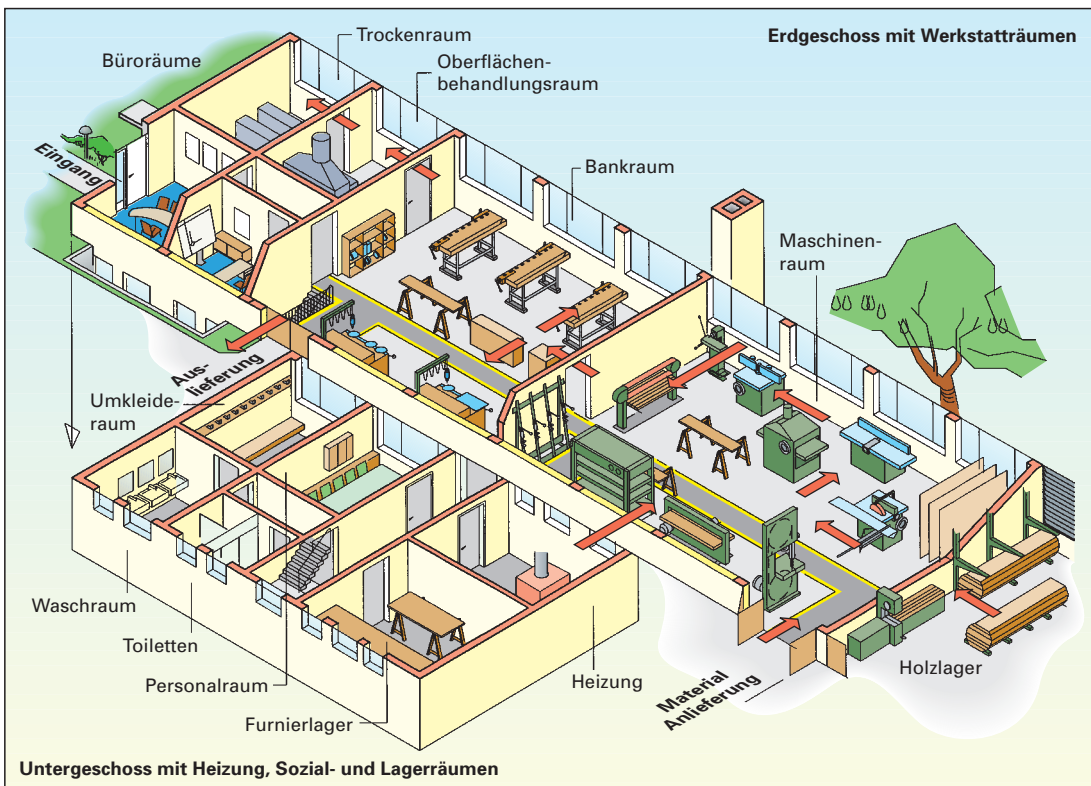 Erdgeschoss mit Werkstatträumen
Trockenraum
Büroräume
Oberflächen-
behandlungsraum
Eingang
Bankraum
Maschinen-
raum
Aus-
lieferung
Umkleide-
raum
Waschraum
Toiletten
Personalraum
Furnierlager
Heizung
Material
Anlieferung
Holzlager
Untergeschoss mit Heizung, Sozial- und Lagerräumen